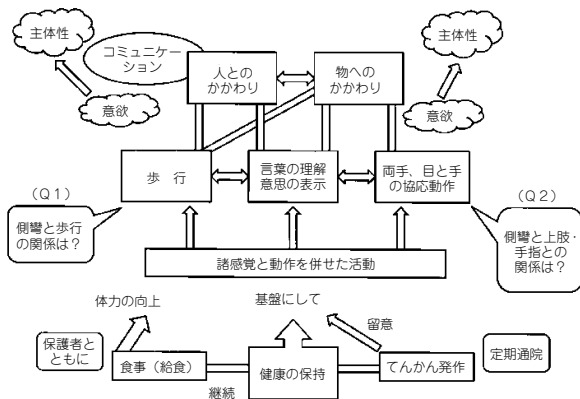 主体性
コミュニケー
ション
人との
かかわり
物への
かかわり
主体性
意欲
意欲
歩　行
言葉の理解
意思の表示
両手、目と手
の協応動作
（Ｑ１）
側彎と歩行
の関係は？
（Ｑ２）
側彎と上肢・
手指との
関係は？
諸感覚と動作を併せた活動
体力の向上
基盤にして
留意
保護者と
ともに
食事（給食）
継続
健康の保持
てんかん発作
定期通院